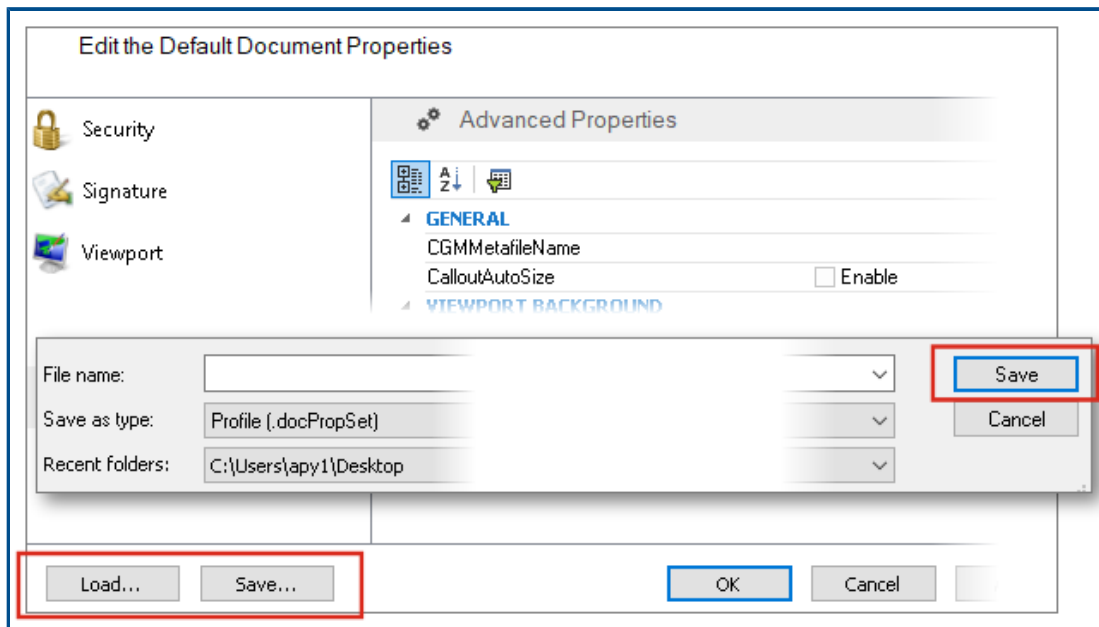 Edit the Default Document Properties
Security
Signature
Viewport
Advanced Properties
A
Z
GENERAL
CGMMetafileName
CalloutAutoSize Enable
VIEWPORT BACKGROUND
File name: Save
Save as type: Profile (.docPropSet) Cancel
Recent folders: C:\Users\apy1\Desktop
Load... Save... OK Cancel